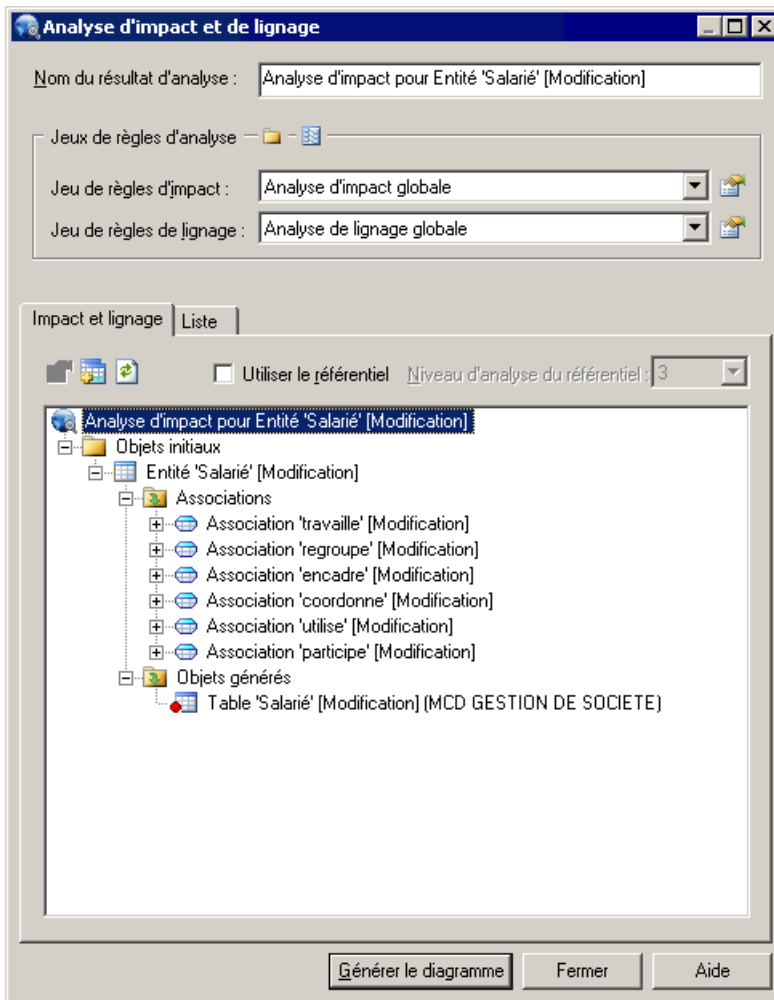 Analyse d'impact et de lignage
Nom du résultat d'analyse : Analyse d'impact pour Entité 'Salarié' [Modification]
Jeux de règles d'analyse
Jeu de règles d'impact : Analyse d'impact globale
Jeu de règles de lignage : Analyse de lignage globale
Impact et lignage Liste
Utiliser le référentiel Niveau d'analyse du référentiel : 3
Analyse d'impact pour Entité 'Salarié' [Modification]
Objets initiaux
Entité 'Salarié' [Modification]
Associations
Association 'travaille' [Modification]
Association 'regroupe' [Modification]
Association 'encadre' [Modification]
Association 'coordonne' [Modification]
Association 'utilise' [Modification]
Association 'participe' [Modification]
Objets générés
Table 'Salarié' [Modification] (MCD GESTION DE SOCIETE)
Générer le diagramme Fermer Aide